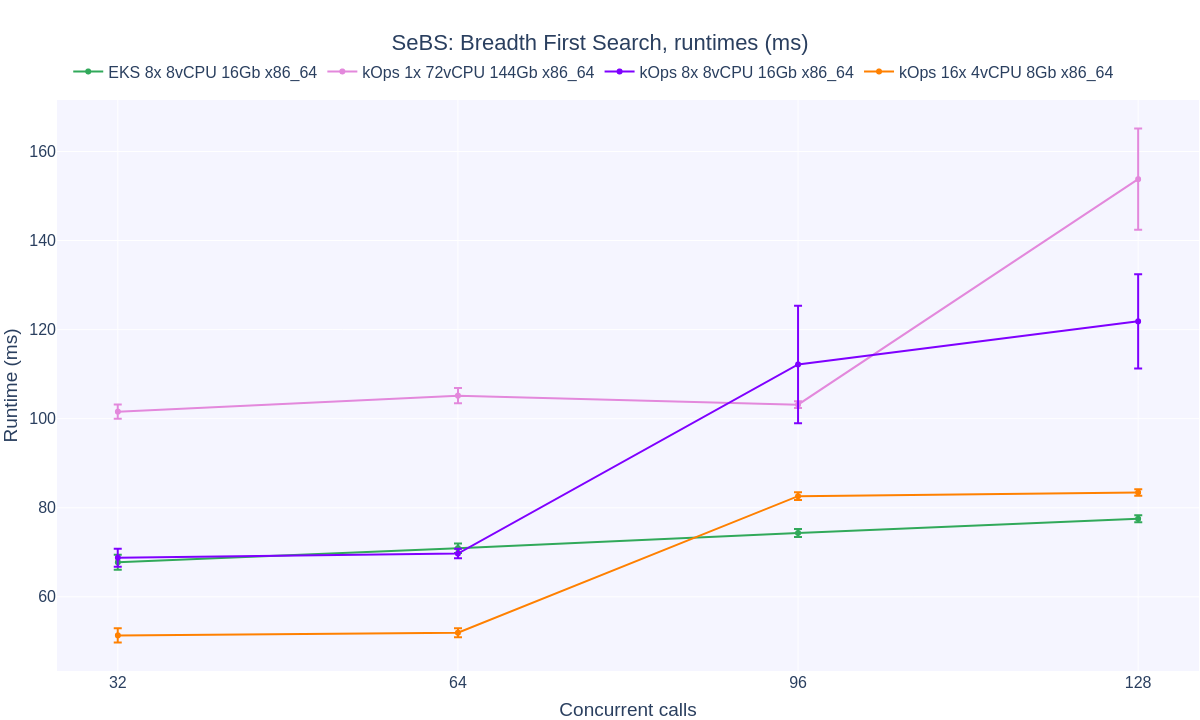 SeBS: Breadth First Search, runtimes (ms)
EKS 8x 8vCPU 16Gb x86_64 kOps 1x 72vCPU 144Gb x86_64 kOps 8x 8vCPU 16Gb x86_64 kOps 16x 4vCPU 8Gb x86_64
160
140
120
100
80
60
Runtime (ms)
32 64 96 128
Concurrent calls